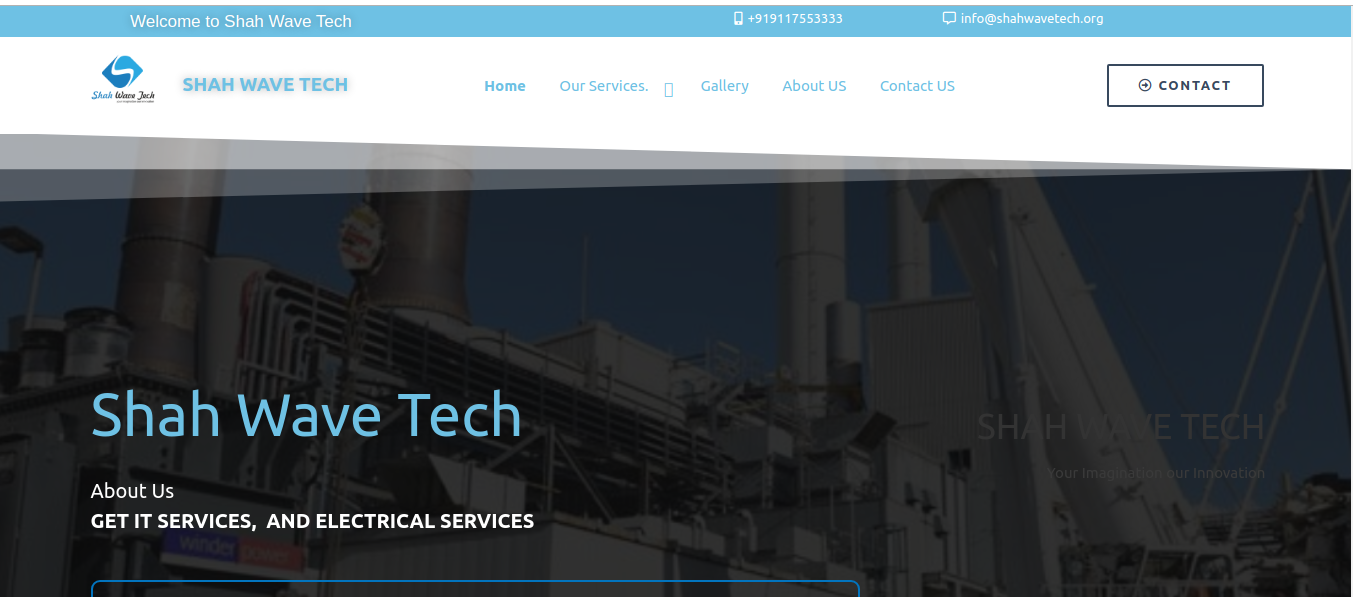 Welcome to Shah Wave Tech
+919117553333
info@shahwavetech.org
Shah Wave Tech
SHAH WAVE TECH
Home
Our Services.
Gallery
About US
Contact US
CONTACT
Shah Wave Tech
SHAH WAVE TECH
Your Imagination our Innovation
About Us
GET IT SERVICES,  AND ELECTRICAL SERVICES
winder power